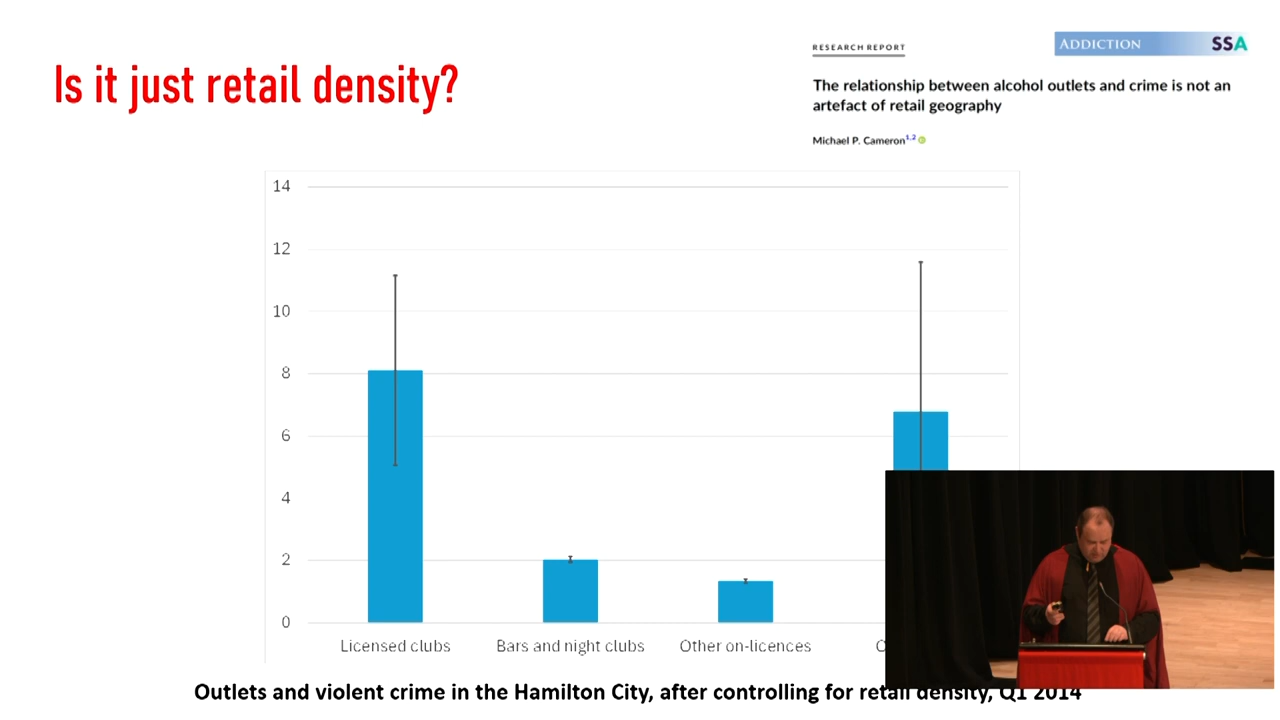 Is it just retail density?
RESEARCH REPORT
ADDICTION
SSA
The relationship between alcohol outlets and crime is not an
artefact of retail geography
Michael P. Cameron1,2
14
12
10
8
6
4
2
0
Licensed clubs
Bars and night clubs
Other on-licences
Outlets and violent crime in the Hamilton City, after controlling for retail density, Q1 2014